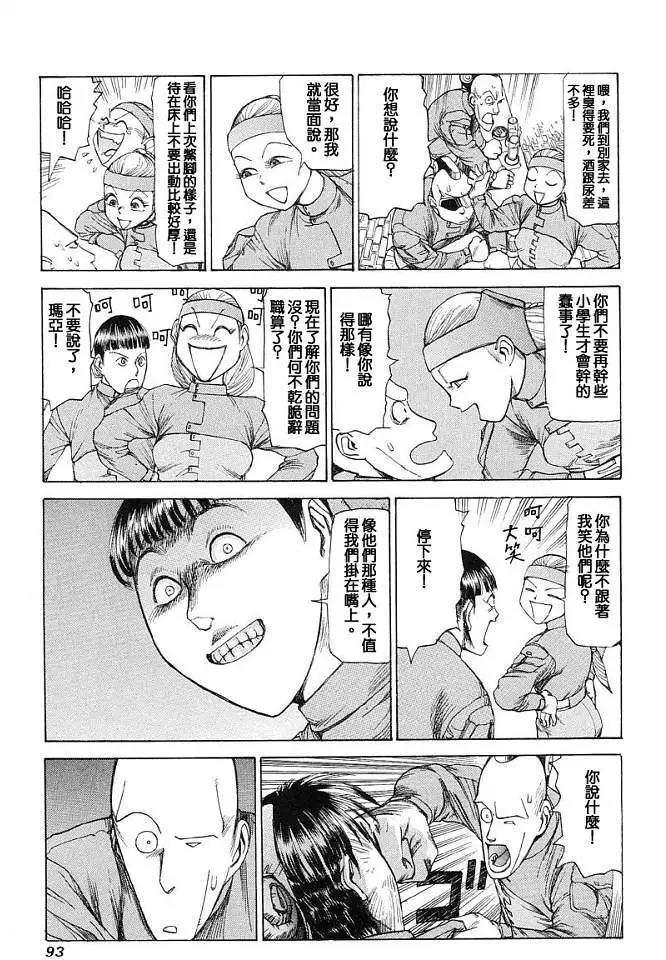 喂，我們到別家去，這
裡臭得要死，酒跟尿差
不多！
你想說什麼？
很好，那我
就當面說。
看你們上次繁腳的樣子，還是
待在床上不要出動比較好厚！
哈哈哈！
你們不要再幹些
小學生才會幹的
蠢事了！
哪有像你說
得那樣！
現在了解你們的問題
沒？你們何不乾脆辭
職算了？
呵
呵
呵
呵
不要說了，
瑪亞！
你為什麼不跟著
我笑他們呢？
呵
呵
大笑
停下來！
像他們那種人，不值
得我們掛在嘴上。
你說什麼！
93